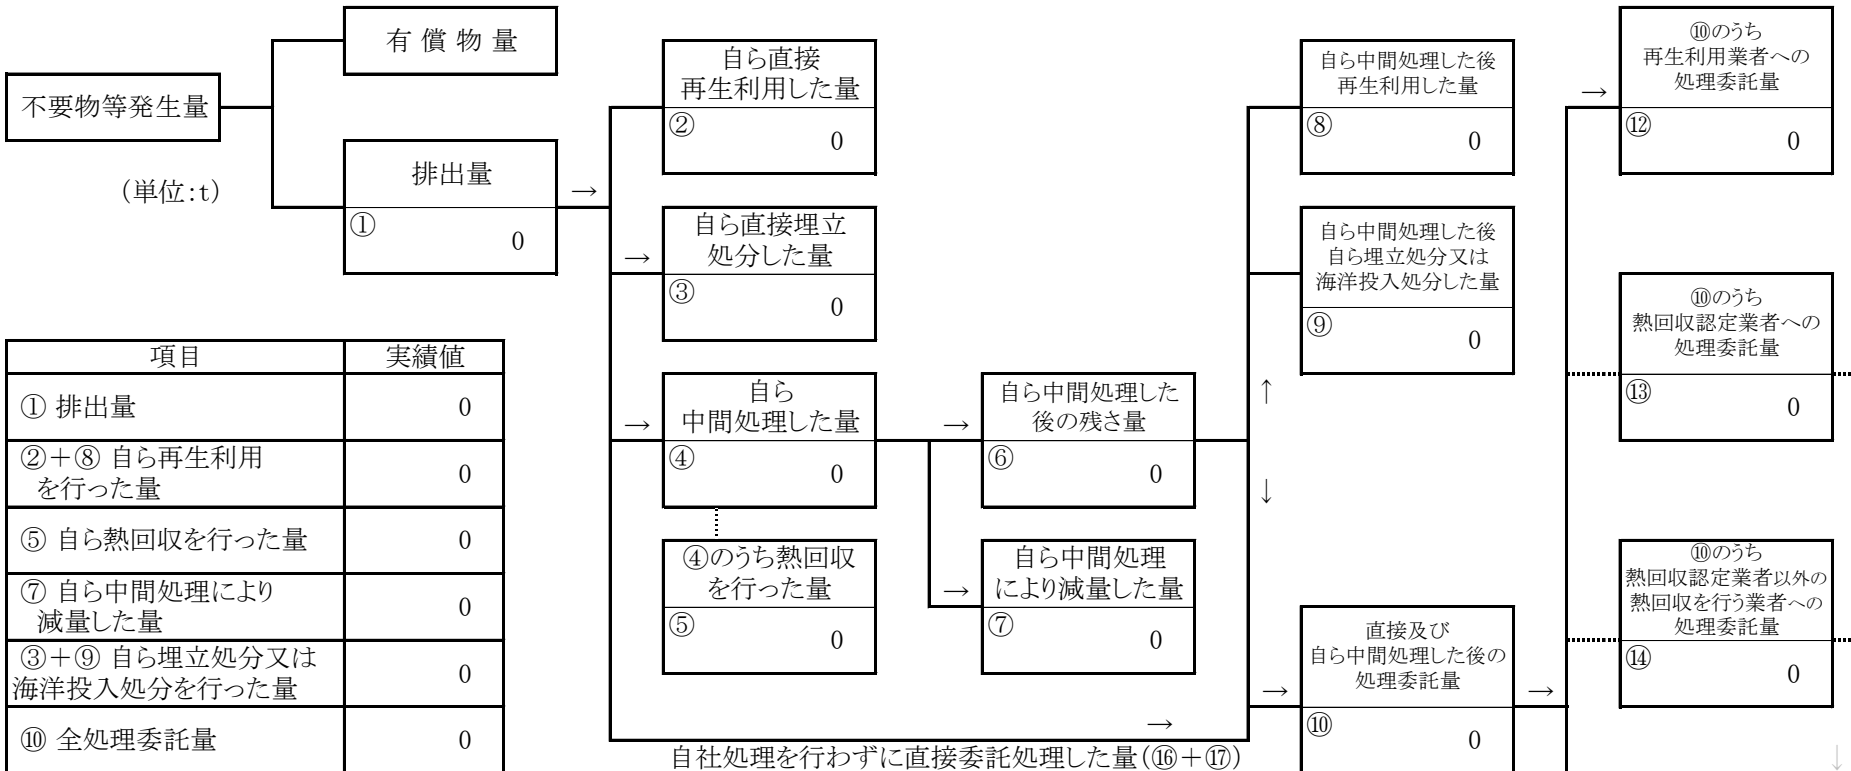 有 償 物 量
不要物等発生量
(単位:t)
排出量
→
①
0
自ら直接
再生利用した量
②
0
→
自ら直接埋立
処分した量
③
0
→
自ら
中間処理した量
④
0
④のうち熱回収
を行った量
⑤
0
→
自ら中間処理した
後の残さ量
⑥
0
→
自ら中間処理
により減量した量
⑦
0
↑
↓
自ら中間処理した後
再生利用した量
⑧
0
自ら中間処理した後
自ら埋立処分又は
海洋投入処分した量
⑨
0
→
直接及び
自ら中間処理した後の
処理委託量
⑩
0
→
→
自社処理を行わずに直接委託処理した量(⑯+⑰)
→
⑩のうち
再生利用業者への
処理委託量
⑫
0
⑩のうち
熱回収認定業者への
処理委託量
⑬
0
⑩のうち
熱回収認定業者以外の
熱回収を行う業者への
処理委託量
⑭
0
↓
項目 実績値
① 排出量 0
②+⑧ 自ら再生利用
を行った量 0
⑤ 自ら熱回収を行った量 0
⑦ 自ら中間処理により
減量した量 0
③+⑨ 自ら埋立処分又は
海洋投入処分を行った量 0
⑩ 全処理委託量 0